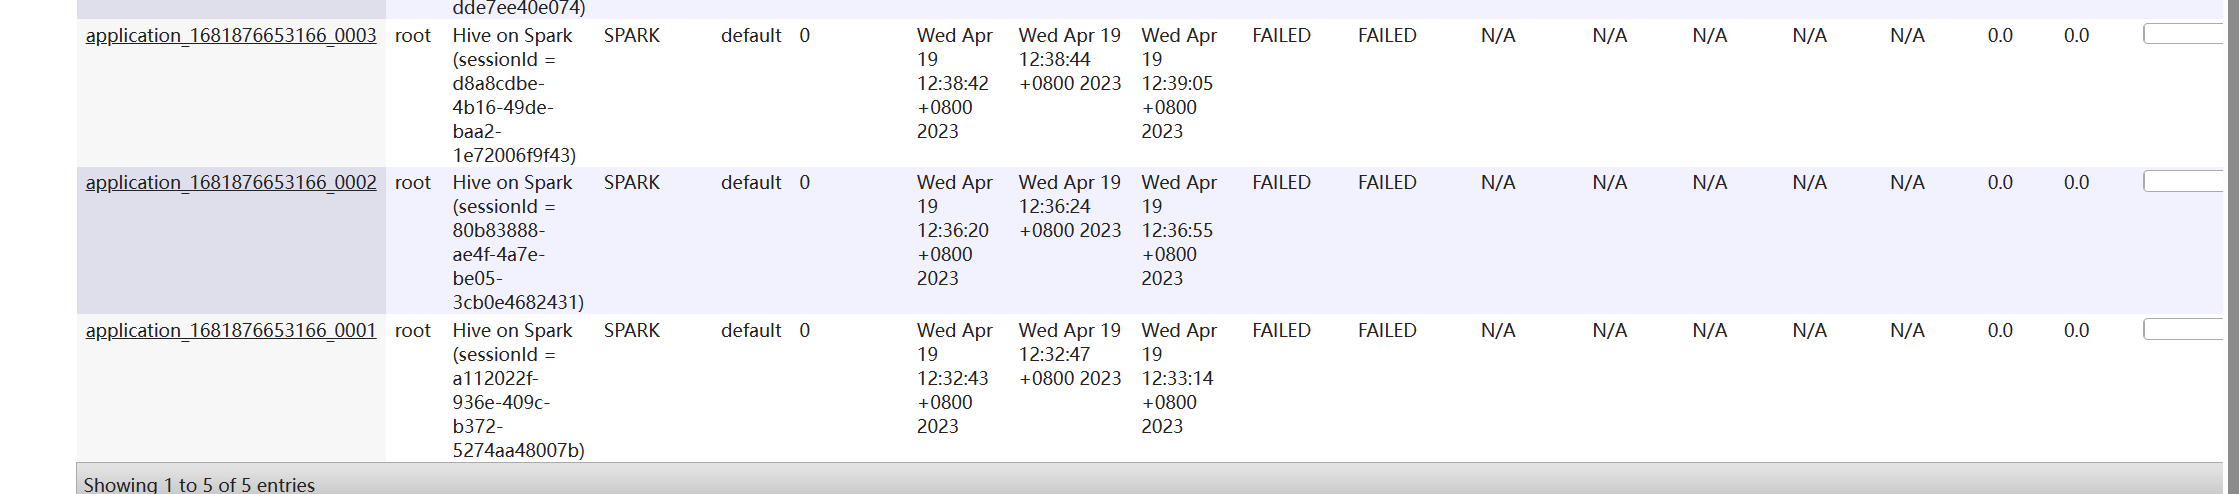 dde7ee40e074)
application_1681876653166_0003 root Hive on Spark SPARK default 0 Wed Apr Wed Apr 19 Wed Apr FAILED FAILED N/A N/A N/A N/A N/A 0.0 0.0
(sessionId = 19 12:38:44 19
d8a8cdbe- 12:38:42 +0800 2023 12:39:05
4b16-49de- +0800 +0800
baa2- 2023 2023
1e72006f9f43)
application_1681876653166_0002 root Hive on Spark SPARK default 0 Wed Apr Wed Apr 19 Wed Apr FAILED FAILED N/A N/A N/A N/A N/A 0.0 0.0
(sessionId = 19 12:36:24 19
80b83888- 12:36:20 +0800 2023 12:36:55
ae4f-4a7e- +0800 +0800
be05- 2023 2023
3cb0e4682431)
application_1681876653166_0001 root Hive on Spark SPARK default 0 Wed Apr Wed Apr 19 Wed Apr FAILED FAILED N/A N/A N/A N/A N/A 0.0 0.0
(sessionId = 19 12:32:47 19
a112022f- 12:32:43 +0800 2023 12:33:14
936e-409c- +0800 +0800
b372- 2023 2023
5274aa48007b)
Showing 1 to 5 of 5 entries